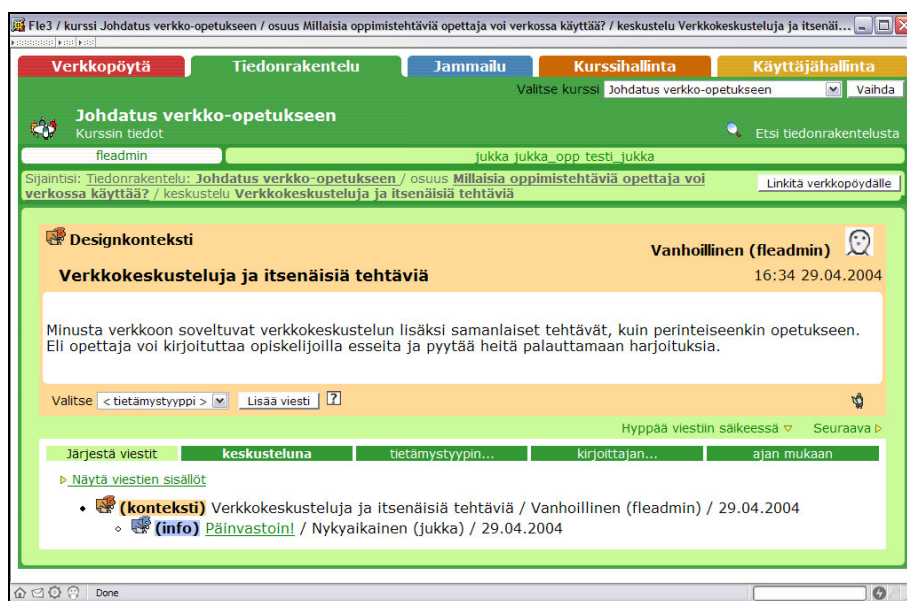 Fle3 / kurssi Johdatus verkko-opetukseen / osuus Millaisia oppimistehtäviä opettaja voi verkossa käyttää? / keskustelu Verkkokeskusteluja ja itsenäi...
Verkkopöytä Tiedonrakentelu Jammailu Kurssihallinta Käyttäjähallinta
Valitse kurssi Johdatus verkko-opetukseen Vaihda
Johdatus verkko-opetukseen
Kurssin tiedot Etsi tiedonrakentelusta
fleadmin jukka jukka_opp testi_jukka
Sijaintisi: Tiedonrakentelu: Johdatus verkko-opetukseen / osuus Millaisia oppimistehtäviä opettaja voi
verkossa käyttää? / keskustelu Verkkokeskusteluja ja itsenäisiä tehtäviä
Linkitä verkkopöydälle
Designkonteksti
Vanhoillinen (fleadmin)
Verkkokeskusteluja ja itsenäisiä tehtäviä 16:34 29.04.2004
Minusta verkkoon soveltuvat verkkokeskustelun lisäksi samanlaiset tehtävät, kuin perinteiseenkin opetukseen.
Eli opettaja voi kirjoituttaa opiskelijoilla esseitä ja pyytää heitä palauttamaan harjoituksia.
Valitse < tietämystyyppi > Lisää viesti ?
Hyppää viestiin säikeessä Seuraava
Järjestä viestit keskusteluna tietämystyypin... kirjoittajan... ajan mukaan
Näytä viestien sisällöt
(konteksti) Verkkokeskusteluja ja itsenäisiä tehtäviä / Vanhoillinen (fleadmin) / 29.04.2004
(info) Päinvastoin! / Nykyaikainen (jukka) / 29.04.2004
Done